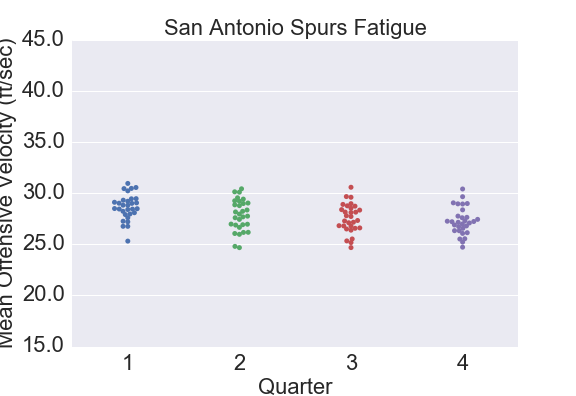 San Antonio Spurs Fatigue
Mean Offensive Velocity (ft/sec)
45.0
40.0
35.0
30.0
25.0
20.0
15.0
1 2 3 4
Quarter